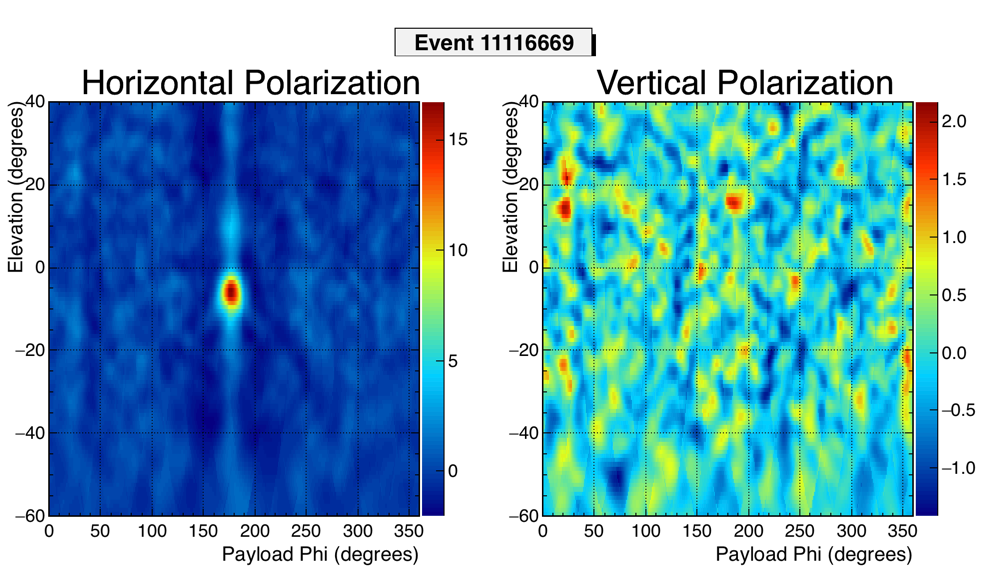 Event 11116669
Horizontal Polarization
Elevation (degrees)
40
20
0
−20
−40
−60
0 50 100 150 200 250 300 350
Payload Phi (degrees)
15
10
5
0
Vertical Polarization
Elevation (degrees)
40
20
0
−20
−40
−60
0 50 100 150 200 250 300 350
Payload Phi (degrees)
2.0
1.5
1.0
0.5
0.0
−0.5
−1.0